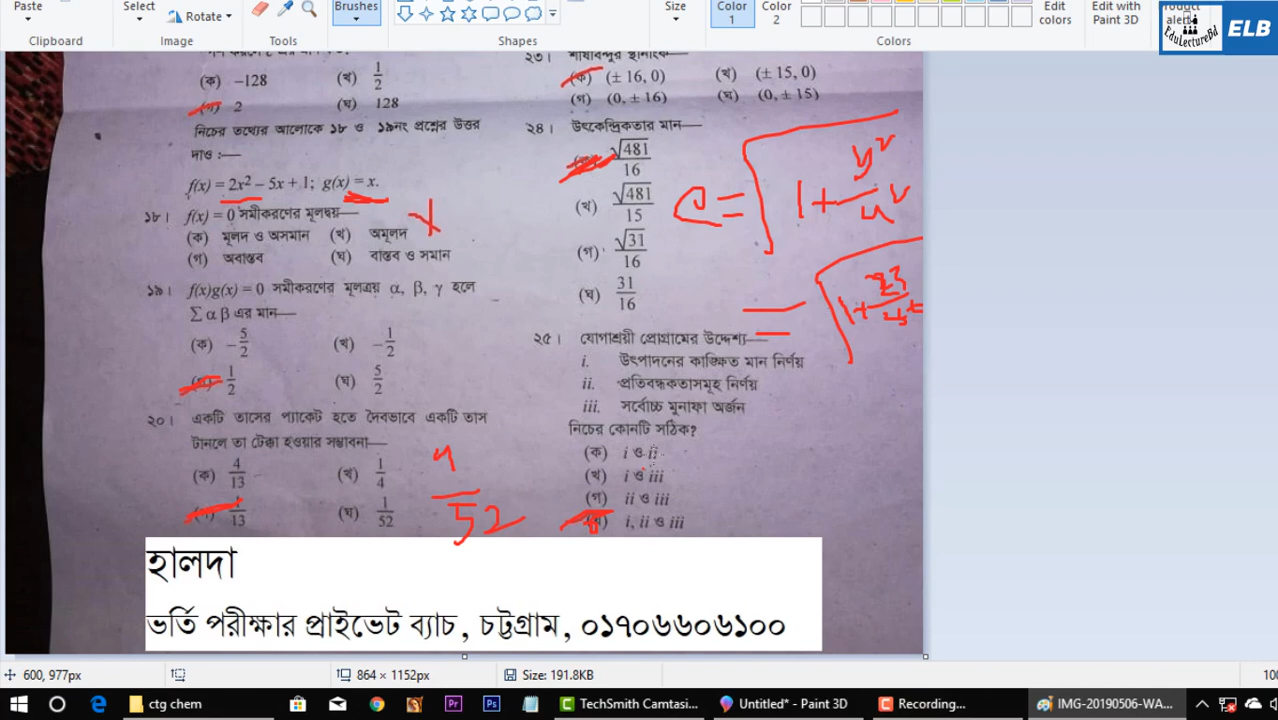 Paste
Rotate
Brushes
Size
Color 1
Color 2
Edit colors
Edit with Paint 3D
Product alert
Clipboard
Image
Tools
Shapes
Colors
EduLectureBd
ELB
(ক) -128 (খ) 1/2
(গ) 2 (ঘ) 128
নিচের তথ্যের আলোকে ১৮ ও ১৯নং প্রশ্নের উত্তর
দাও :—
f(x) = 2x² – 5x + 1; g(x) = x.
১৮। f(x) = 0 সমীকরণের মূলদ্বয়—
(ক) মূলদ ও অসমান (খ) অমূলদ
(গ) অবাস্তব (ঘ) বাস্তব ও সমান
১৯। f(x)g(x) = 0 সমীকরণের মূলত্রয় α, β, γ হলে
∑ α β এর মান—
(ক) -5/2 (খ) -1/2
(গ) 1/2 (ঘ) 5/2
২০। একটি তাসের প্যাকেট হতে দৈবভাবে একটি তাস
টানলে তা টেক্কা হওয়ার সম্ভাবনা—
(ক) 4/13 (খ) 1/4
1/13 (ঘ) 1/52
4/52
২৩। শীর্ষবিন্দুর স্থানাংক—
(ক) (± 16, 0) (খ) (± 15, 0)
(গ) (0, ± 16) (ঘ) (0, ± 15)
২৪। উৎকেন্দ্রিকতার মান—
√481/16
(খ) √481/15
(গ) √31/16
(ঘ) 31/16
২৫। যোগাশ্রয়ী প্রোগ্রামের উদ্দেশ্য—
i. উৎপাদনের কাঙ্ক্ষিত মান নির্ণয়
ii. প্রতিবন্ধকতাসমূহ নির্ণয়
iii. সর্বোচ্চ মুনাফা অর্জন
নিচের কোনটি সঠিক?
(ক) i ও ii
(খ) i ও iii
(গ) ii ও iii
(ঘ) i, ii ও iii
হালদা
ভর্তি পরীক্ষার প্রাইভেট ব্যাচ, চট্টগ্রাম, ০১৭০৬৬০৬১০০
600, 977px
864 × 1152px
Size: 191.8KB
100
ctg chem
TechSmith Camtasi...
Untitled* - Paint 3D
Recording...
IMG-20190506-WA...